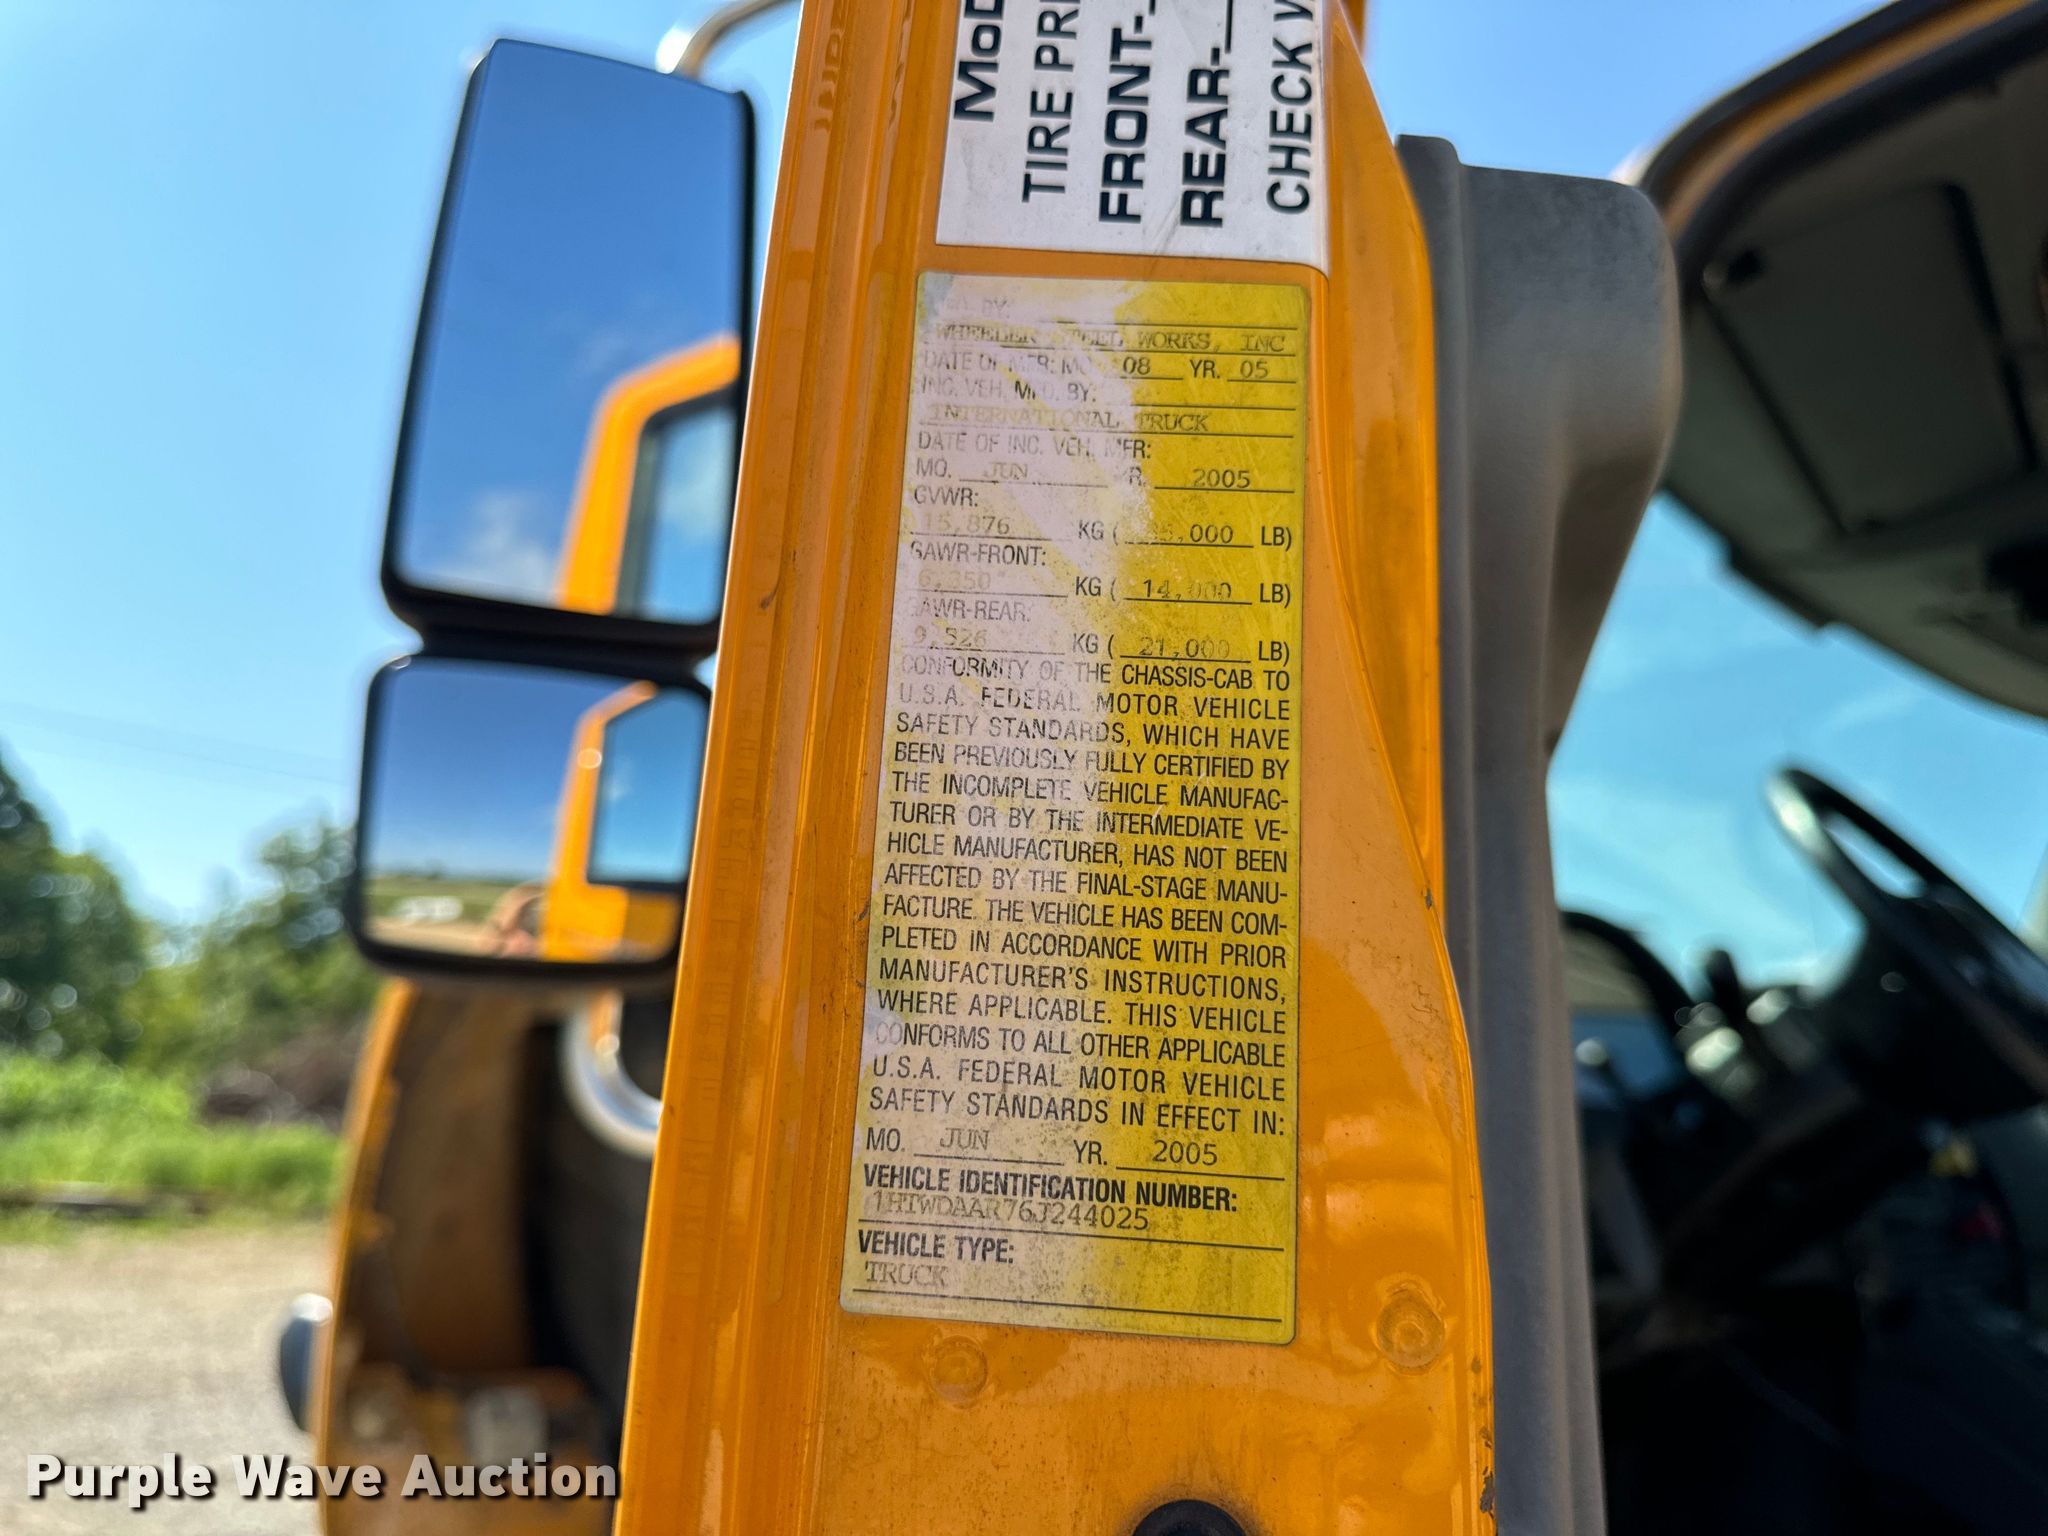 MoD
TIRE PR
FRONT-
REAR-
CHECK
BY:
WHEELER STEEL WORKS, INC
DATE OF MFR: MO. 08 YR. 05
INC. VEH. MFD. BY:
INTERNATIONAL TRUCK
DATE OF INC. VEH. MFR:
MO. JUN YR. 2005
GVWR:
15,876 KG ( 35,000 LB)
GAWR-FRONT:
6,350 KG ( 14,000 LB)
GAWR-REAR:
9,526 KG ( 21,000 LB)
CONFORMITY OF THE CHASSIS-CAB TO
U.S.A. FEDERAL MOTOR VEHICLE
SAFETY STANDARDS, WHICH HAVE
BEEN PREVIOUSLY FULLY CERTIFIED BY
THE INCOMPLETE VEHICLE MANUFAC-
TURER OR BY THE INTERMEDIATE VE-
HICLE MANUFACTURER, HAS NOT BEEN
AFFECTED BY THE FINAL-STAGE MANU-
FACTURE. THE VEHICLE HAS BEEN COM-
PLETED IN ACCORDANCE WITH PRIOR
MANUFACTURER'S INSTRUCTIONS,
WHERE APPLICABLE. THIS VEHICLE
CONFORMS TO ALL OTHER APPLICABLE
U.S.A. FEDERAL MOTOR VEHICLE
SAFETY STANDARDS IN EFFECT IN:
MO. JUN YR. 2005
VEHICLE IDENTIFICATION NUMBER:
1HTWDAAR76J244025
VEHICLE TYPE:
TRUCK
Purple Wave Auction